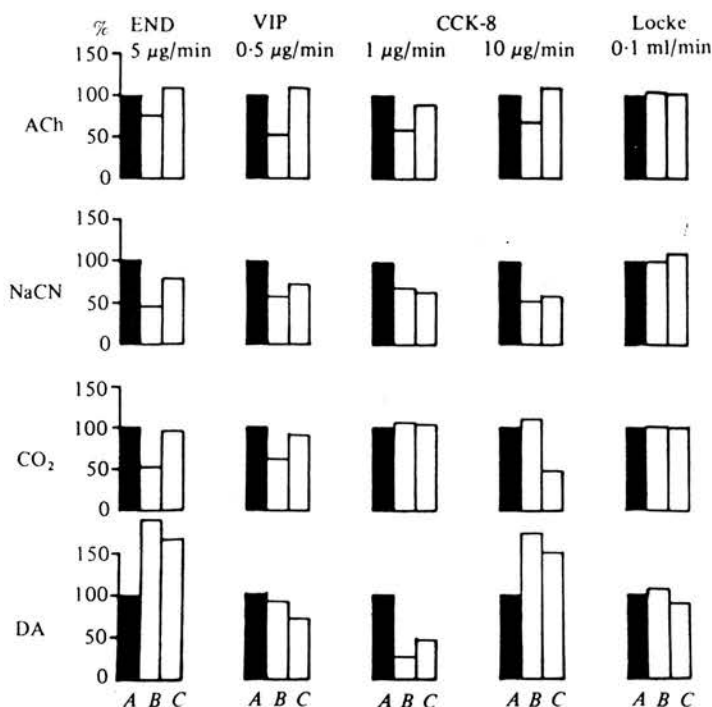 % END VIP CCK-8 Locke
5 µg/min 0·5 µg/min 1 µg/min 10 µg/min 0·1 ml/min
150
100
ACh
50
0
150
100
NaCN
50
0
150
100
CO₂
50
0
150
100
DA
50
0
A B C A B C A B C A B C A B C